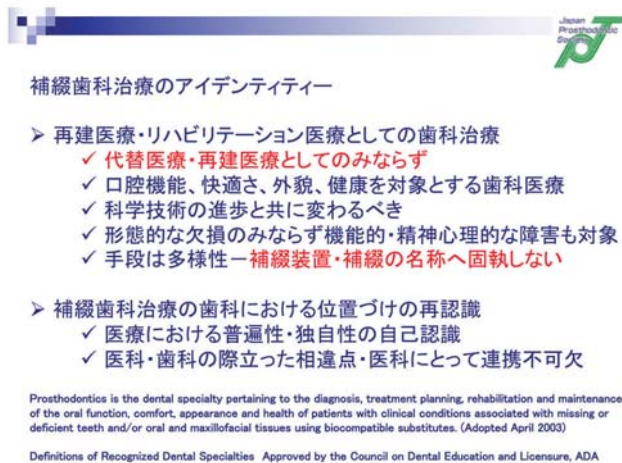 Japan
Prosthodontic
Society
補綴歯科治療のアイデンティティー
➢ 再建医療・リハビリテーション医療としての歯科治療
✓ 代替医療・再建医療としてのみならず
✓ 口腔機能、快適さ、外貌、健康を対象とする歯科医療
✓ 科学技術の進歩と共に変わるべき
✓ 形態的な欠損のみならず機能的・精神心理的な障害も対象
✓ 手段は多様性－補綴装置・補綴の名称へ固執しない
➢ 補綴歯科治療の歯科における位置づけの再認識
✓ 医療における普遍性・独自性の自己認識
✓ 医科・歯科の際立った相違点・医科にとって連携不可欠
Prosthodontics is the dental specialty pertaining to the diagnosis, treatment planning, rehabilitation and maintenance
of the oral function, comfort, appearance and health of patients with clinical conditions associated with missing or
deficient teeth and/or oral and maxillofacial tissues using biocompatible substitutes. (Adopted April 2003)
Definitions of Recognized Dental Specialties Approved by the Council on Dental Education and Licensure, ADA